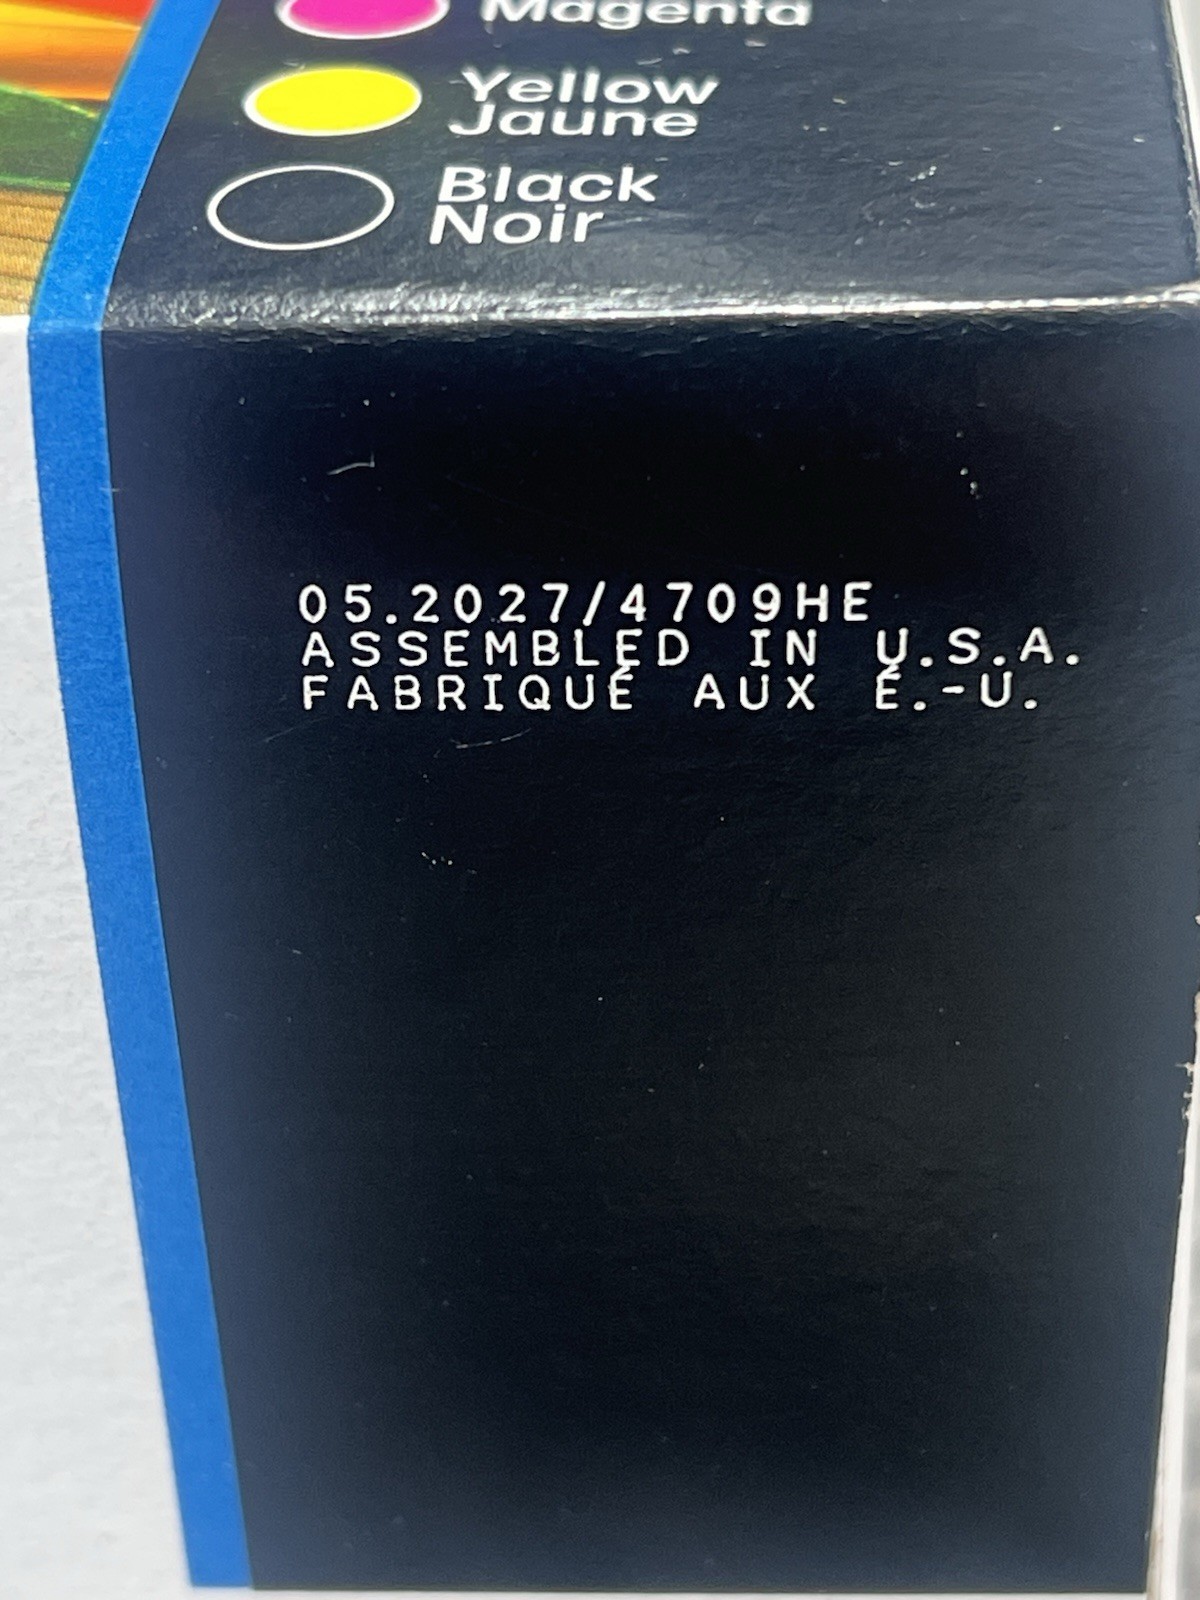 Magenta
Yellow
Jaune
Black
Noir
05.2027/4709HE
ASSEMBLED IN U.S.A.
FABRIQUÉ AUX É.-U.